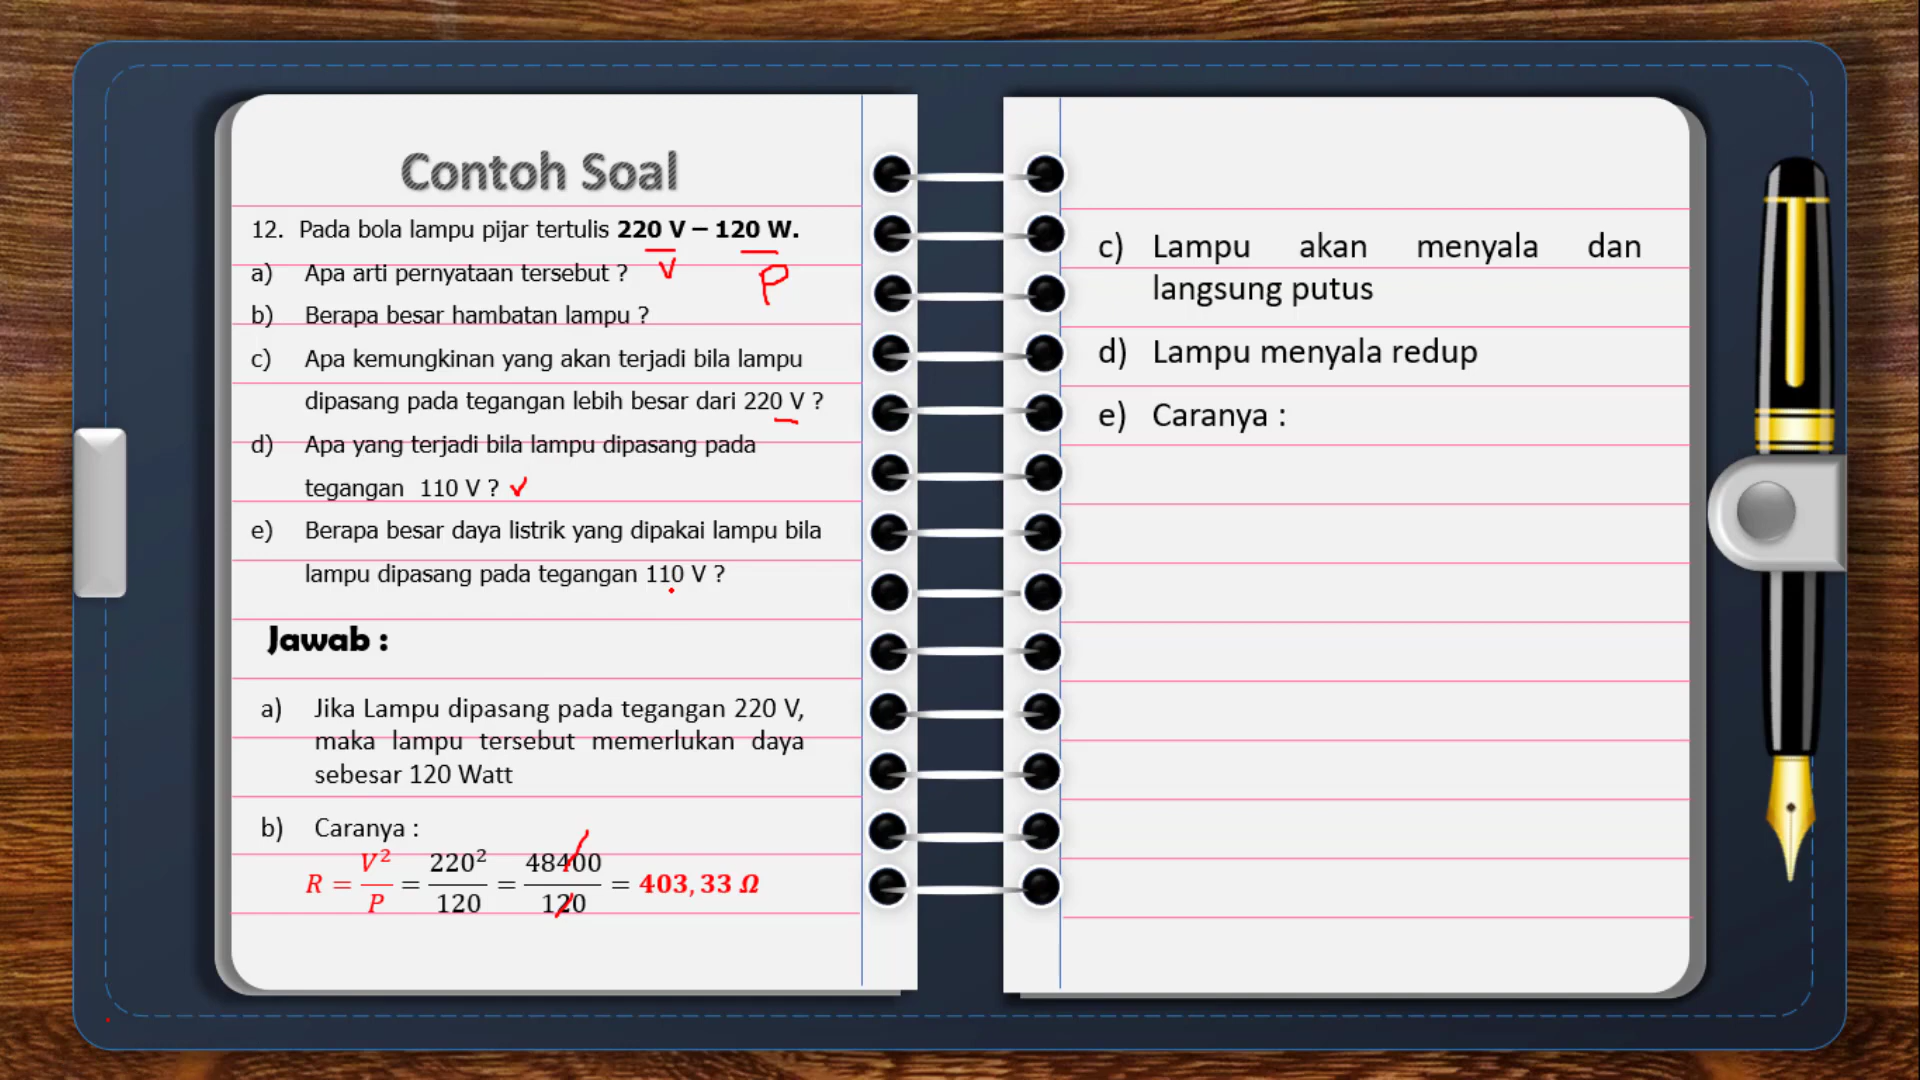 Contoh Soal
12. Pada bola lampu pijar tertulis 220 V – 120 W.
V
P
a) Apa arti pernyataan tersebut ?
b) Berapa besar hambatan lampu ?
c) Apa kemungkinan yang akan terjadi bila lampu
dipasang pada tegangan lebih besar dari 220 V ?
d) Apa yang terjadi bila lampu dipasang pada
tegangan 110 V ?
e) Berapa besar daya listrik yang dipakai lampu bila
lampu dipasang pada tegangan 110 V ?
Jawab :
a) Jika Lampu dipasang pada tegangan 220 V,
maka lampu tersebut memerlukan daya
sebesar 120 Watt
b) Caranya :
R = V²/P = 220²/120 = 48400/120 = 403,33 Ω
c) Lampu akan menyala dan
langsung putus
d) Lampu menyala redup
e) Caranya :